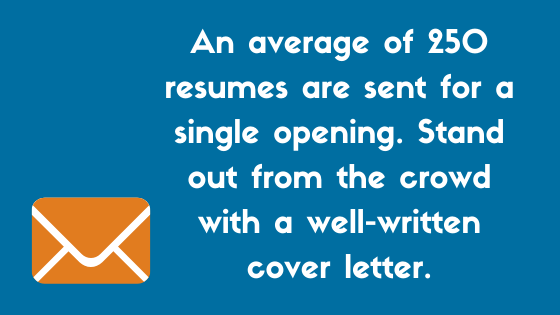 An average of 250
resumes are sent for a
single opening. Stand
out from the crowd
with a well-written
cover letter.